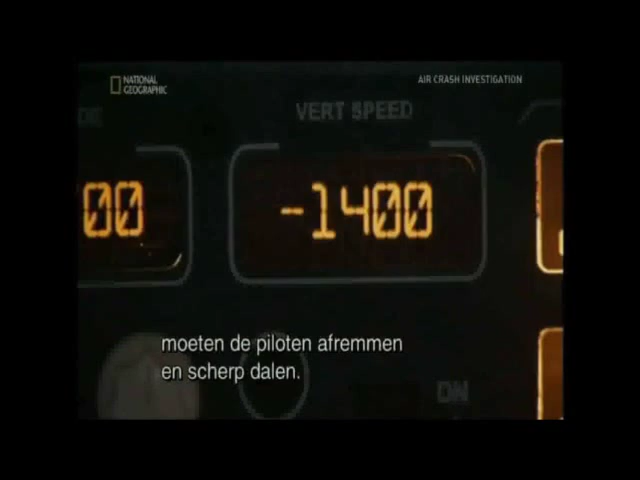 NATIONAL
GEOGRAPHIC
AIR CRASH INVESTIGATION
VERT SPEED
00
-1400
moeten de piloten afremmen
en scherp dalen.
DN